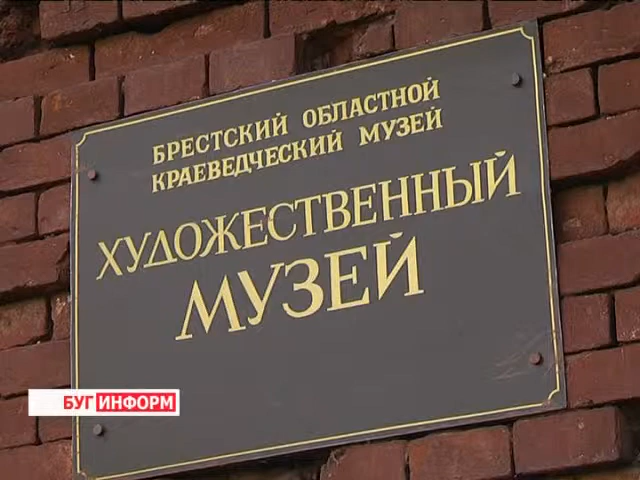 БРЕСТСКИЙ ОБЛАСТНОЙ
КРАЕВЕДЧЕСКИЙ МУЗЕЙ
ХУДОЖЕСТВЕННЫЙ
МУЗЕЙ
БУГ ИНФОРМ